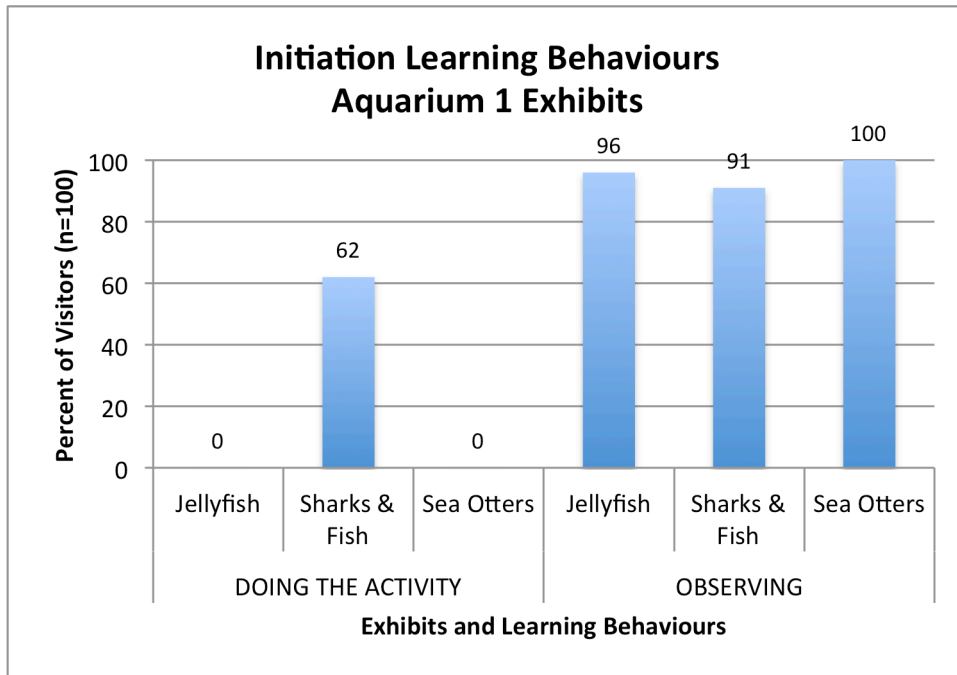 Initiation Learning Behaviours
Aquarium 1 Exhibits
Percent of Visitors (n=100)
100
80
60
40
20
0
0
62
0
96
91
100
Jellyfish
Sharks &
Fish
Sea Otters
Jellyfish
Sharks &
Fish
Sea Otters
DOING THE ACTIVITY
OBSERVING
Exhibits and Learning Behaviours